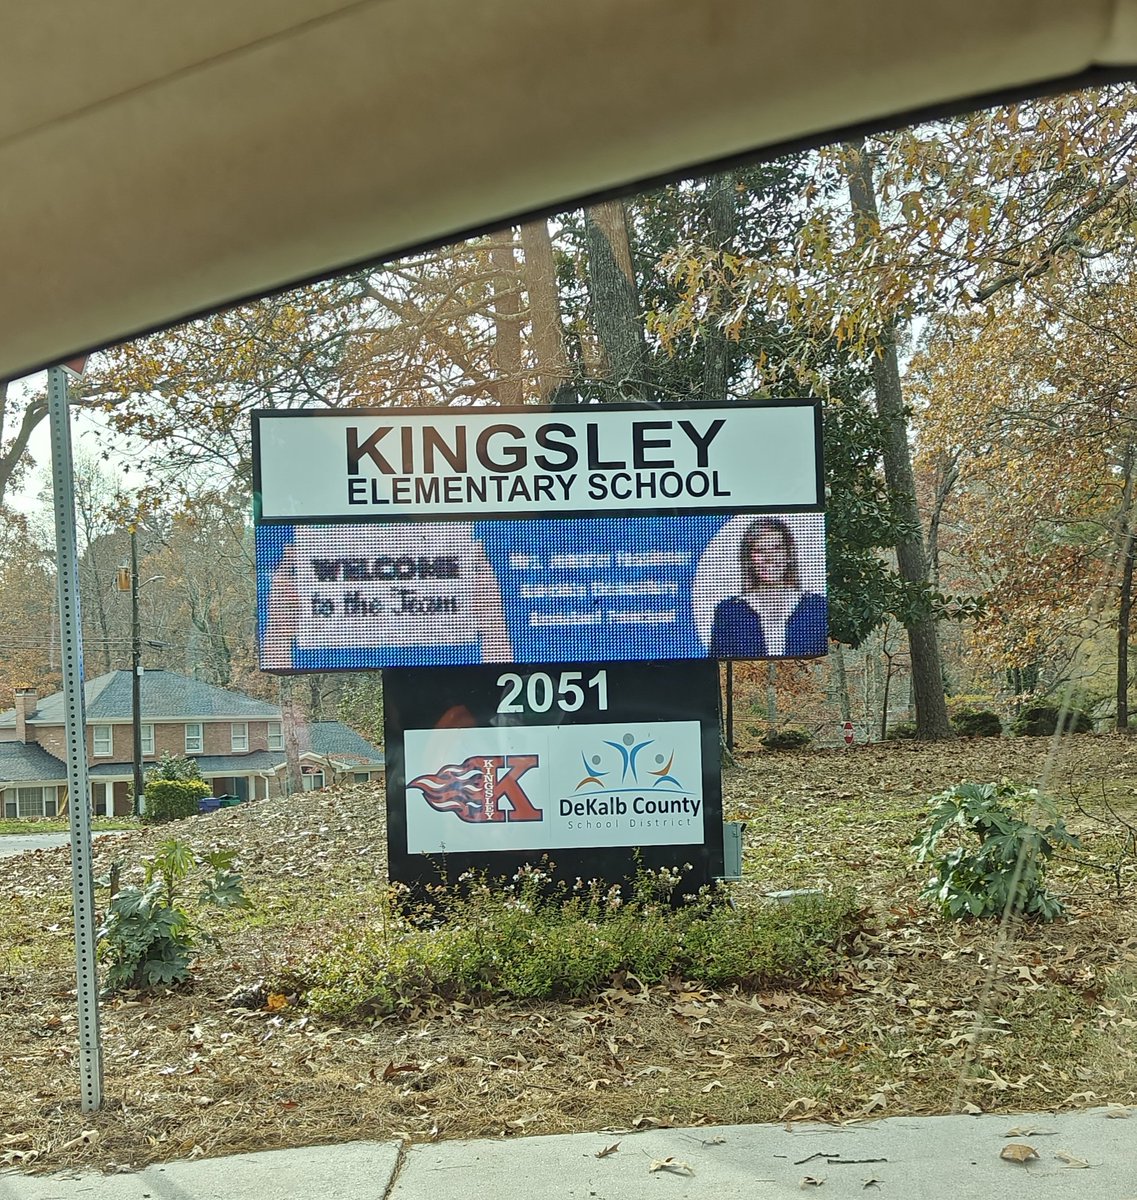 KINGSLEY
ELEMENTARY SCHOOL
WELCOME
to the Team
2051
KINGSLEY
K
DeKalb County
School District